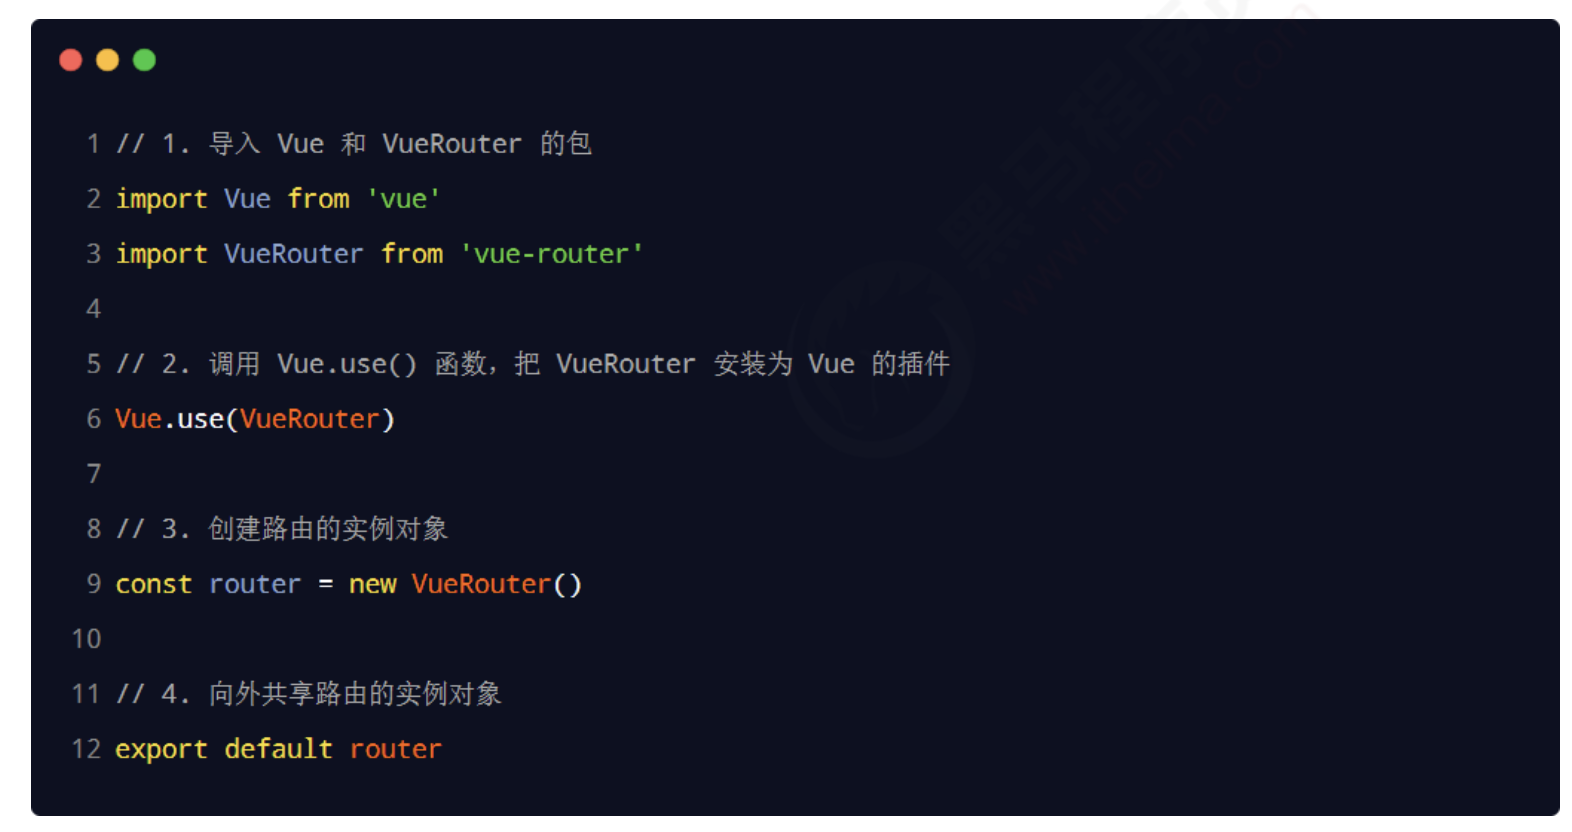 1 // 1. 导入 Vue 和 VueRouter 的包
2 import Vue from 'vue'
3 import VueRouter from 'vue-router'
4
5 // 2. 调用 Vue.use() 函数，把 VueRouter 安装为 Vue 的插件
6 Vue.use(VueRouter)
7
8 // 3. 创建路由的实例对象
9 const router = new VueRouter()
10
11 // 4. 向外共享路由的实例对象
12 export default router